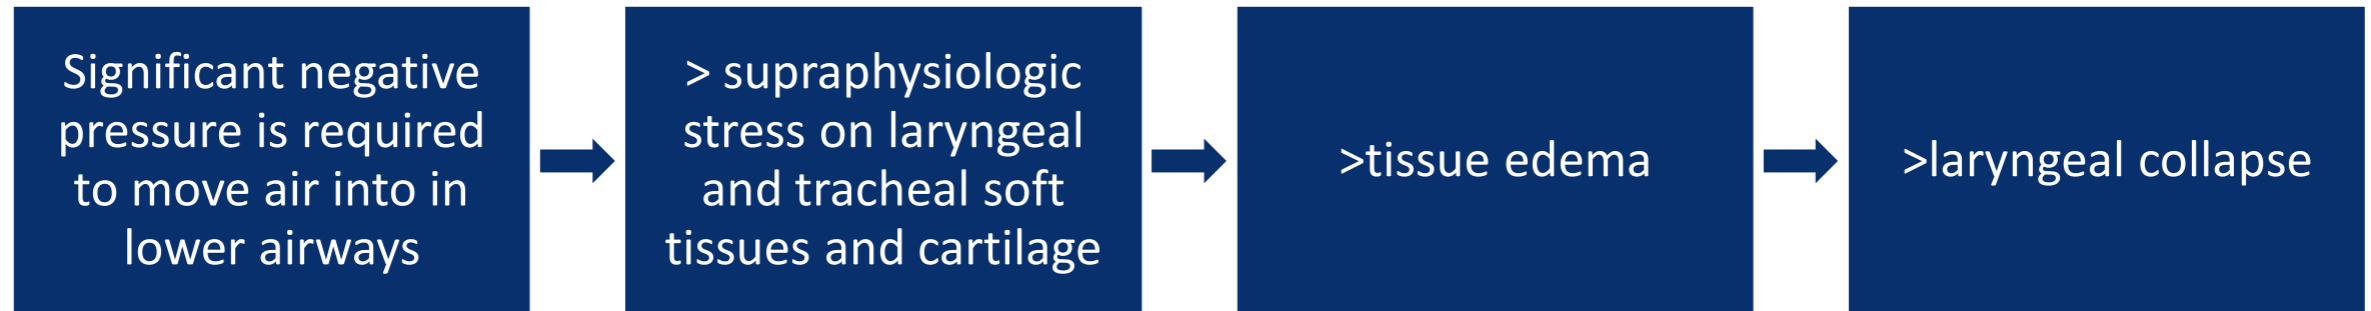 Significant negative
pressure is required
to move air into in
lower airways
> supraphysiologic
stress on laryngeal
and tracheal soft
tissues and cartilage
>tissue edema
>laryngeal collapse